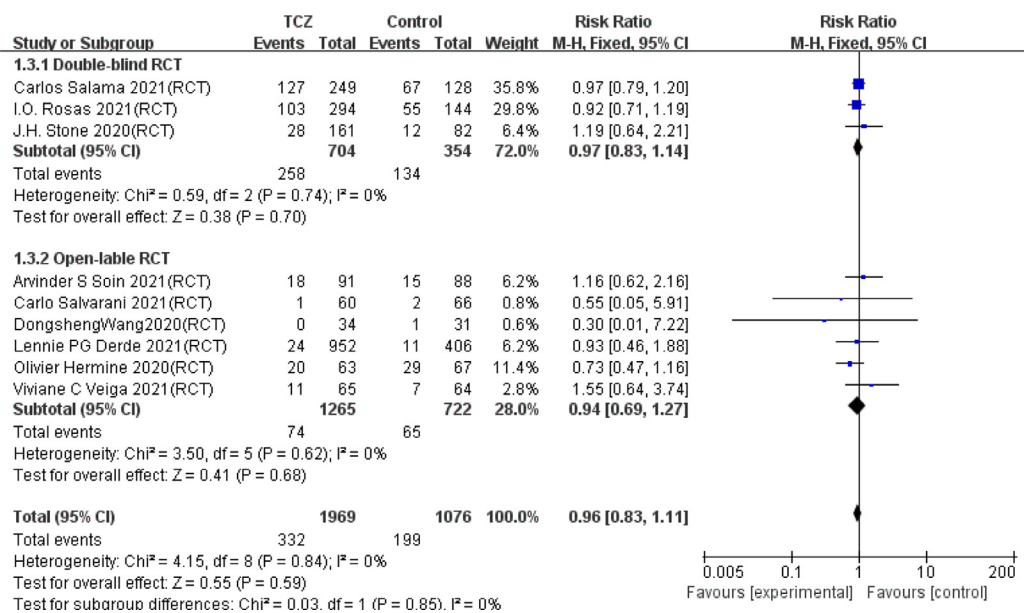 TCZ Control Risk Ratio Risk Ratio
Study or Subgroup Events Total Events Total Weight M-H, Fixed, 95% CI M-H, Fixed, 95% CI
1.3.1 Double-blind RCT
Carlos Salama 2021(RCT) 127 249 67 128 35.8% 0.97 [0.79, 1.20]
I.O. Rosas 2021(RCT) 103 294 55 144 29.8% 0.92 [0.71, 1.19]
J.H. Stone 2020(RCT) 28 161 12 82 6.4% 1.19 [0.64, 2.21]
Subtotal (95% CI) 704 354 72.0% 0.97 [0.83, 1.14]
Total events 258 134
Heterogeneity: Chi² = 0.59, df = 2 (P = 0.74); I² = 0%
Test for overall effect: Z = 0.38 (P = 0.70)
1.3.2 Open-lable RCT
Arvinder S Soin 2021(RCT) 18 91 15 88 6.2% 1.16 [0.62, 2.16]
Carlo Salvarani 2021(RCT) 1 60 2 66 0.8% 0.55 [0.05, 5.91]
DongshengWang2020(RCT) 0 34 1 31 0.6% 0.30 [0.01, 7.22]
Lennie PG Derde 2021(RCT) 24 952 11 406 6.2% 0.93 [0.46, 1.88]
Olivier Hermine 2020(RCT) 20 63 29 67 11.4% 0.73 [0.47, 1.16]
Viviane C Veiga 2021(RCT) 11 65 7 64 2.8% 1.55 [0.64, 3.74]
Subtotal (95% CI) 1265 722 28.0% 0.94 [0.69, 1.27]
Total events 74 65
Heterogeneity: Chi² = 3.50, df = 5 (P = 0.62); I² = 0%
Test for overall effect: Z = 0.41 (P = 0.68)
Total (95% CI) 1969 1076 100.0% 0.96 [0.83, 1.11]
Total events 332 199
Heterogeneity: Chi² = 4.15, df = 8 (P = 0.84); I² = 0%
Test for overall effect: Z = 0.55 (P = 0.59)
Test for subgroup differences: Chi² = 0.03, df = 1 (P = 0.85), I² = 0%
0.005 0.1 1 10 200
Favours [experimental] Favours [control]